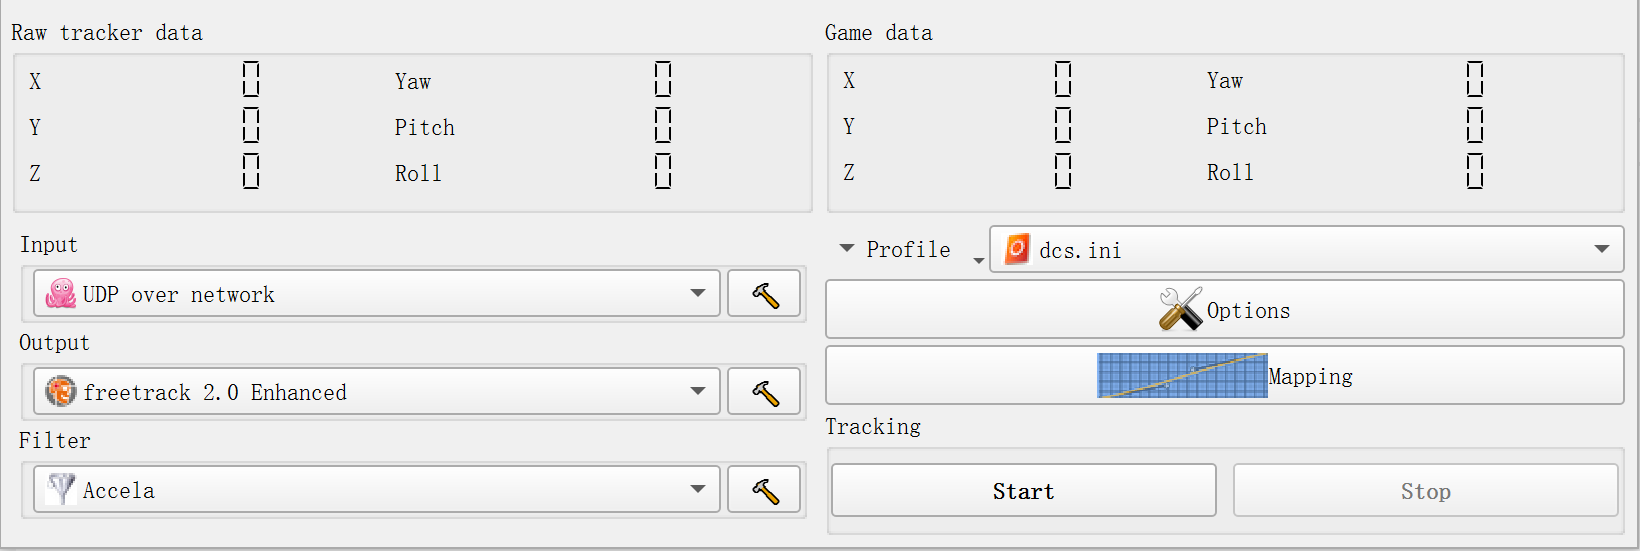 Raw tracker data
X 0 Yaw 0
Y 0 Pitch 0
Z 0 Roll 0
Game data
X 0 Yaw 0
Y 0 Pitch 0
Z 0 Roll 0
Input
UDP over network
Output
freetrack 2.0 Enhanced
Filter
Accela
Profile dcs.ini
Options
Mapping
Tracking
Start Stop